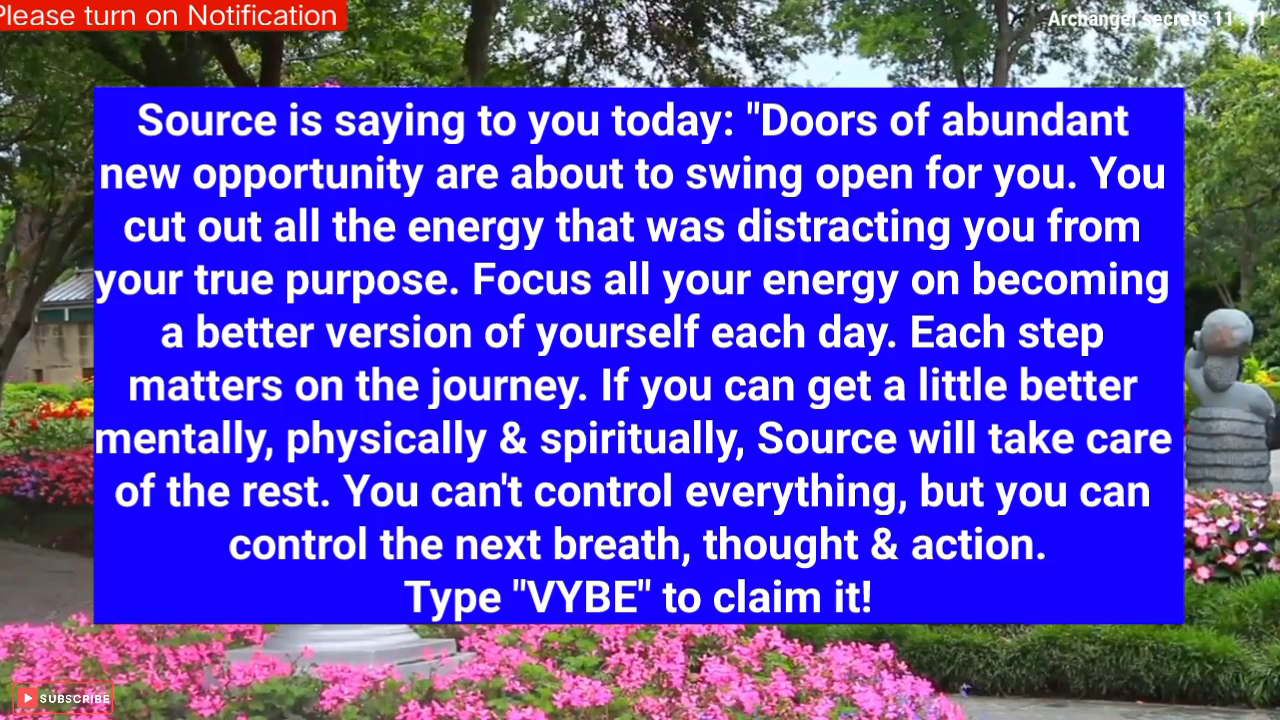 Please turn on Notification
Archangel secrets 11 11
Source is saying to you today: "Doors of abundant
new opportunity are about to swing open for you. You
cut out all the energy that was distracting you from
your true purpose. Focus all your energy on becoming
a better version of yourself each day. Each step
matters on the journey. If you can get a little better
mentally, physically & spiritually, Source will take care
of the rest. You can't control everything, but you can
control the next breath, thought & action.
Type "VYBE" to claim it!
SUBSCRIBE